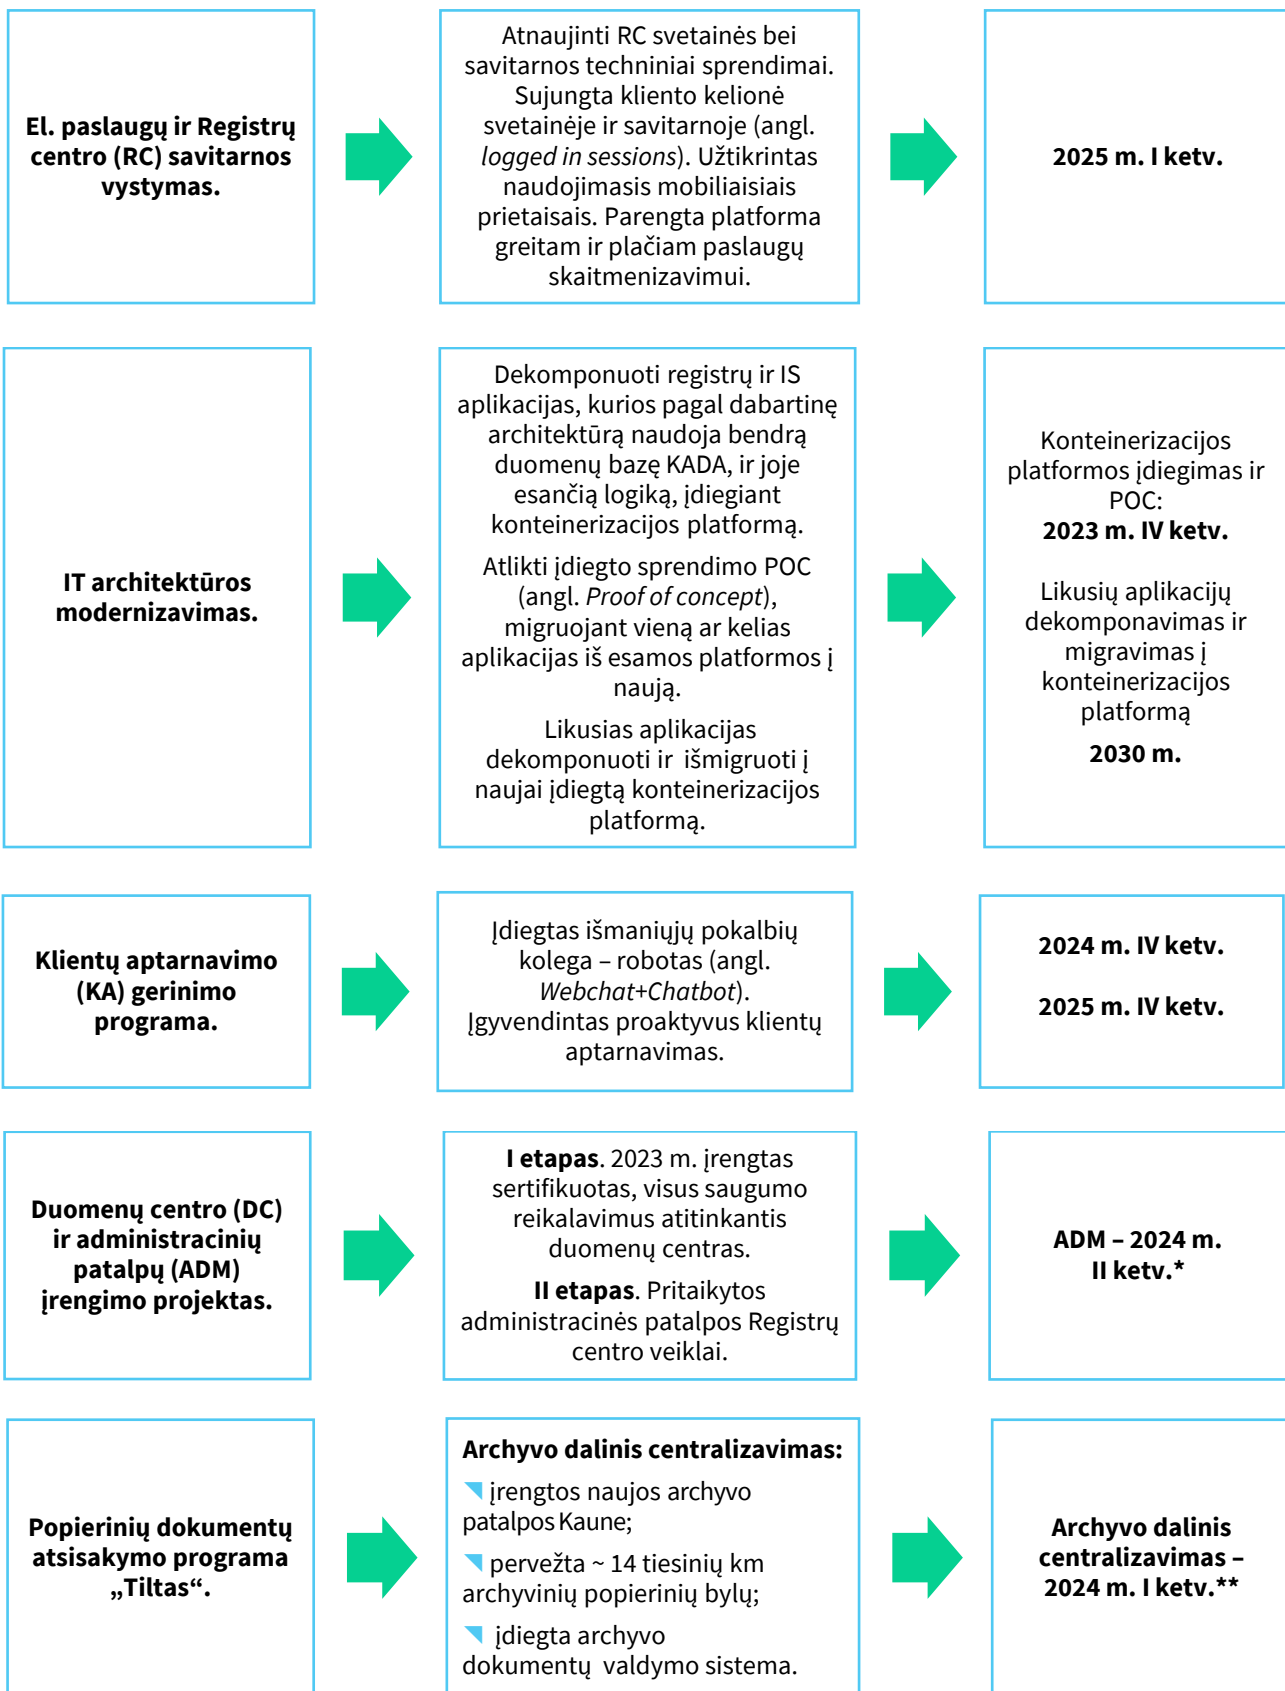 El. paslaugų ir Registrų
centro (RC) savitarnos
vystymas.
Atnaujinti RC svetainės bei
savitarnos techniniai sprendimai.
Sujungta kliento kelionė
svetainėje ir savitarnoje (angl.
logged in sessions). Užtikrintas
naudojimasis mobiliaisiais
prietaisais. Parengta platforma
greitam ir plačiam paslaugų
skaitmenizavimui.
2025 m. I ketv.
IT architektūros
modernizavimas.
Dekomponuoti registrų ir IS
aplikacijas, kurios pagal dabartinę
architektūrą naudoja bendrą
duomenų bazę KADA, ir joje
esančią logiką, įdiegiant
konteinerizacijos platformą.
Atlikti įdiegto sprendimo POC
(angl. Proof of concept),
migruojant vieną ar kelias
aplikacijas iš esamos platformos į
naują.
Likusias aplikacijas
dekomponuoti ir išmigruoti į
naujai įdiegtą konteinerizacijos
platformą.
Konteinerizacijos
platformos įdiegimas ir
POC:
2023 m. IV ketv.
Likusių aplikacijų
dekomponavimas ir
migravimas į
konteinerizacijos
platformą
2030 m.
Klientų aptarnavimo
(KA) gerinimo
programa.
Įdiegtas išmaniųjų pokalbių
kolega – robotas (angl.
Webchat+Chatbot).
Įgyvendintas proaktyvus klientų
aptarnavimas.
2024 m. IV ketv.
2025 m. IV ketv.
Duomenų centro (DC)
ir administracinių
patalpų (ADM)
įrengimo projektas.
I etapas. 2023 m. įrengtas
sertifikuotas, visus saugumo
reikalavimus atitinkantis
duomenų centras.
II etapas. Pritaikytos
administracinės patalpos Registrų
centro veiklai.
ADM – 2024 m.
II ketv.*
Popierinių dokumentų
atsisakymo programa
„Tiltas“.
Archyvo dalinis centralizavimas:
įrengtos naujos archyvo
patalpos Kaune;
pervežta ~ 14 tiesinių km
archyvinių popierinių bylų;
įdiegta archyvo
dokumentų valdymo sistema.
Archyvo dalinis
centralizavimas –
2024 m. I ketv.**